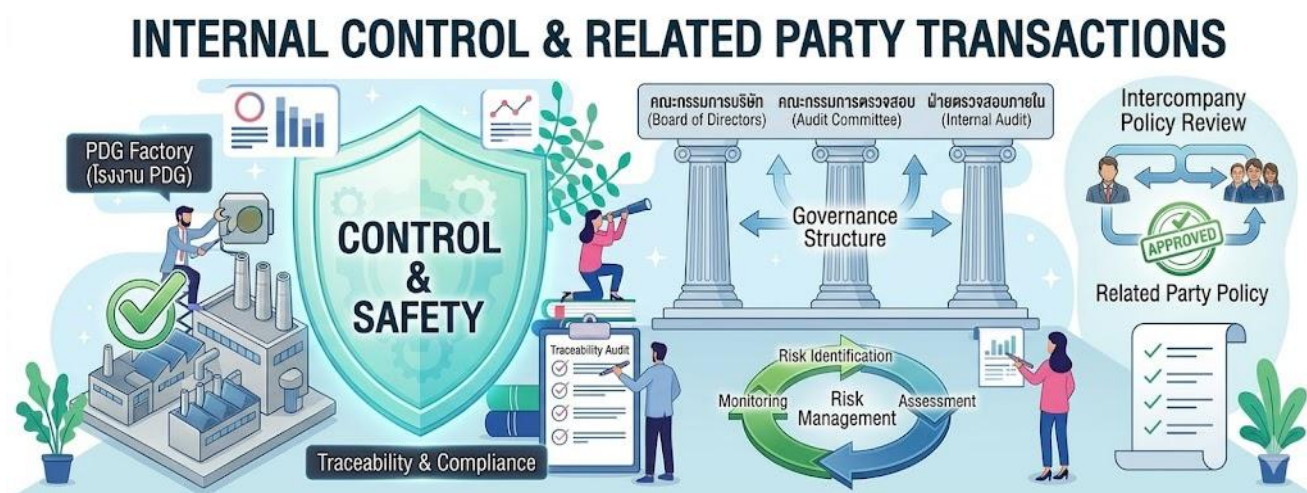 INTERNAL CONTROL & RELATED PARTY TRANSACTIONS
PDG Factory
(โรงงาน PDG)
CONTROL
&
SAFETY
Traceability & Compliance
Traceability Audit
คณะกรรมการบริษัท
(Board of Directors)
คณะกรรมการตรวจสอบ
(Audit Committee)
ฝ่ายตรวจสอบภายใน
(Internal Audit)
Governance
Structure
Risk Identification
Monitoring
Risk
Management
Assessment
Intercompany
Policy Review
APPROVED
Related Party Policy